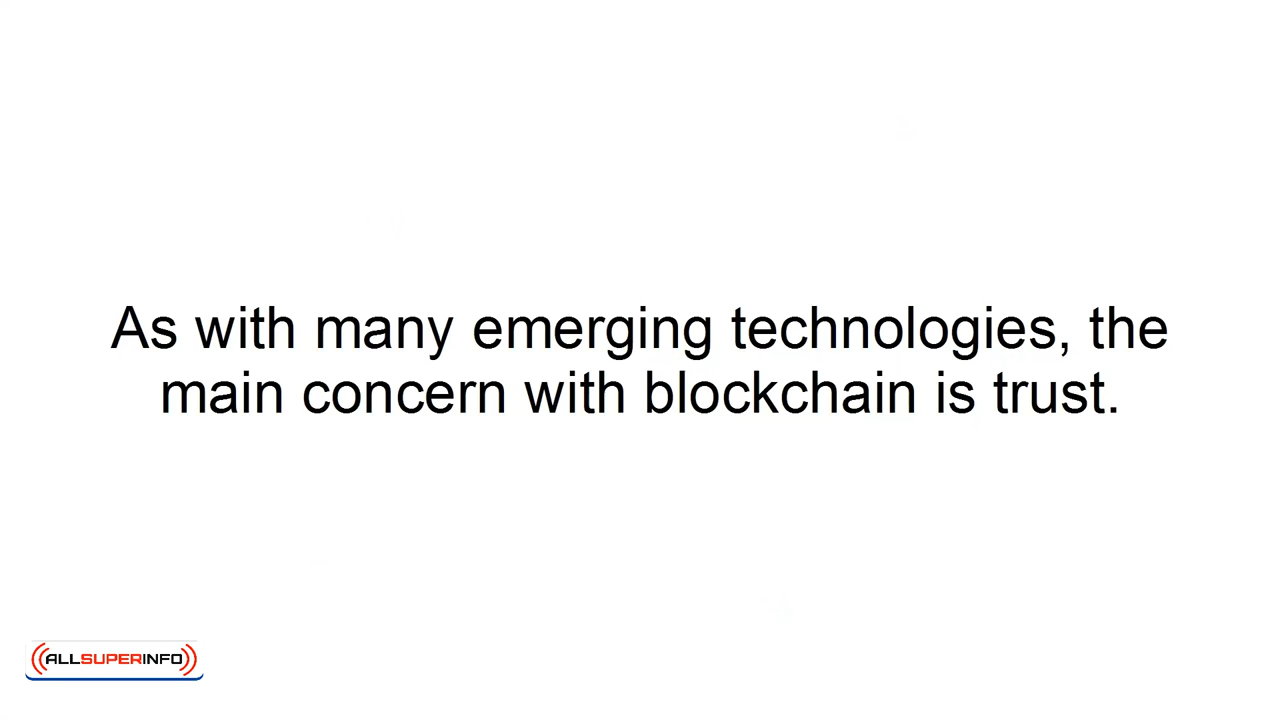 As with many emerging technologies, the
main concern with blockchain is trust.
ALLSUPERINFO